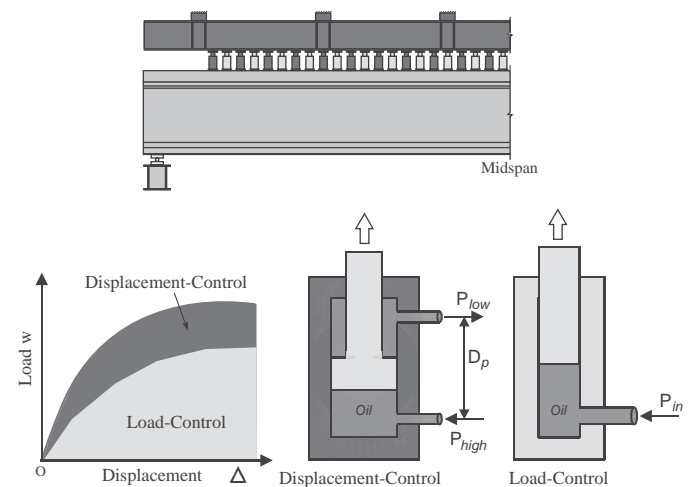 Midspan
Displacement-Control
Load w
Load-Control
O
Displacement Δ
P_low
D_p
Oil
P_high
Displacement-Control
Oil
P_in
Load-Control